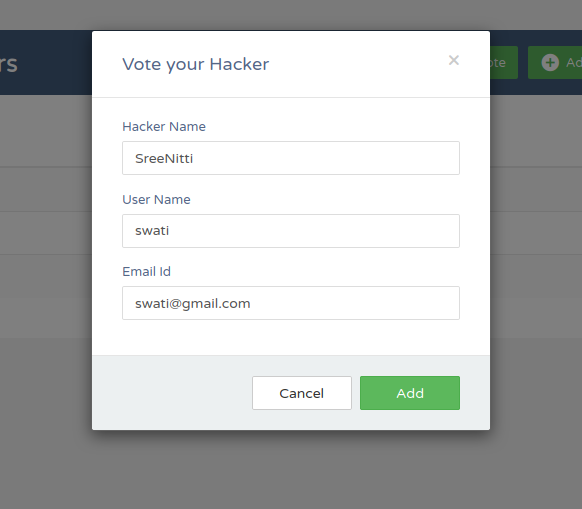 rs
ote
Ad
Vote your Hacker
×
Hacker Name
SreeNitti
User Name
swati
Email Id
swati@gmail.com
Cancel
Add